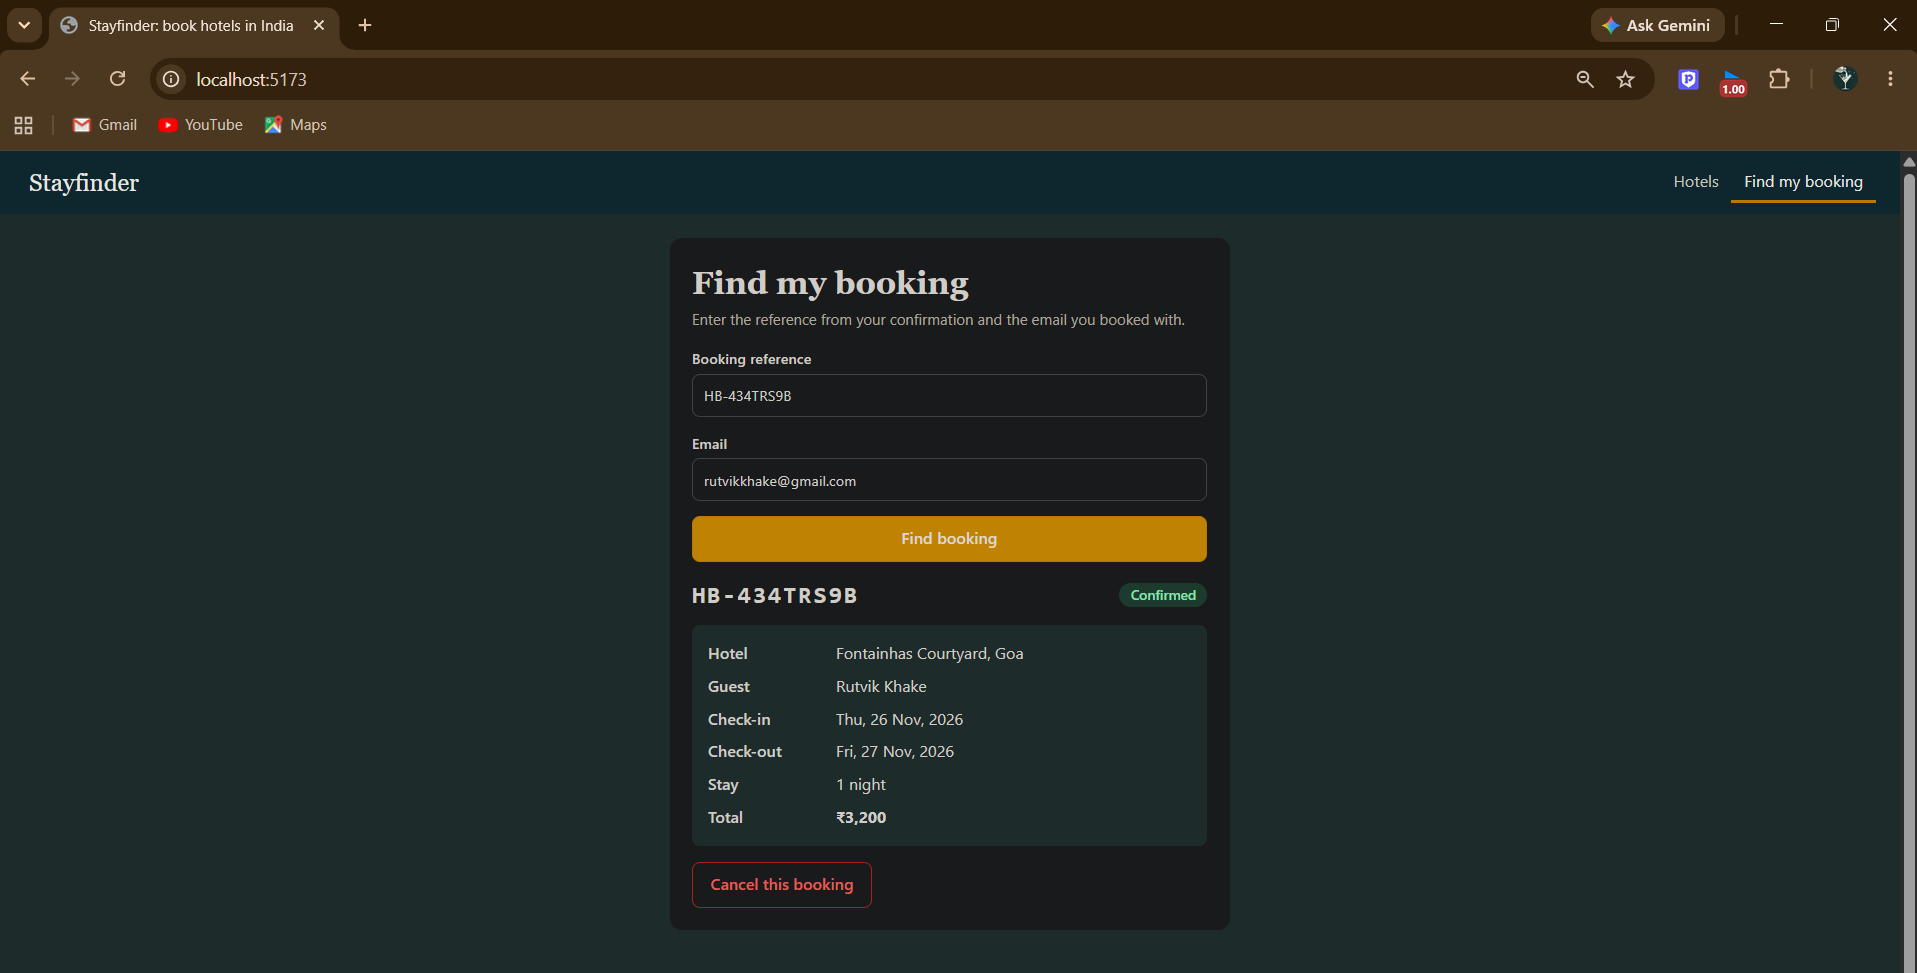 Stayfinder: book hotels in India
Ask Gemini
localhost:5173
1.00
Gmail
YouTube
Maps
Stayfinder
Hotels
Find my booking
Find my booking
Enter the reference from your confirmation and the email you booked with.
Booking reference
HB-434TRS9B
Email
rutvikkhake@gmail.com
Find booking
HB-434TRS9B
Confirmed
Hotel Fontainhas Courtyard, Goa
Guest Rutvik Khake
Check-in Thu, 26 Nov, 2026
Check-out Fri, 27 Nov, 2026
Stay 1 night
Total ₹3,200
Cancel this booking